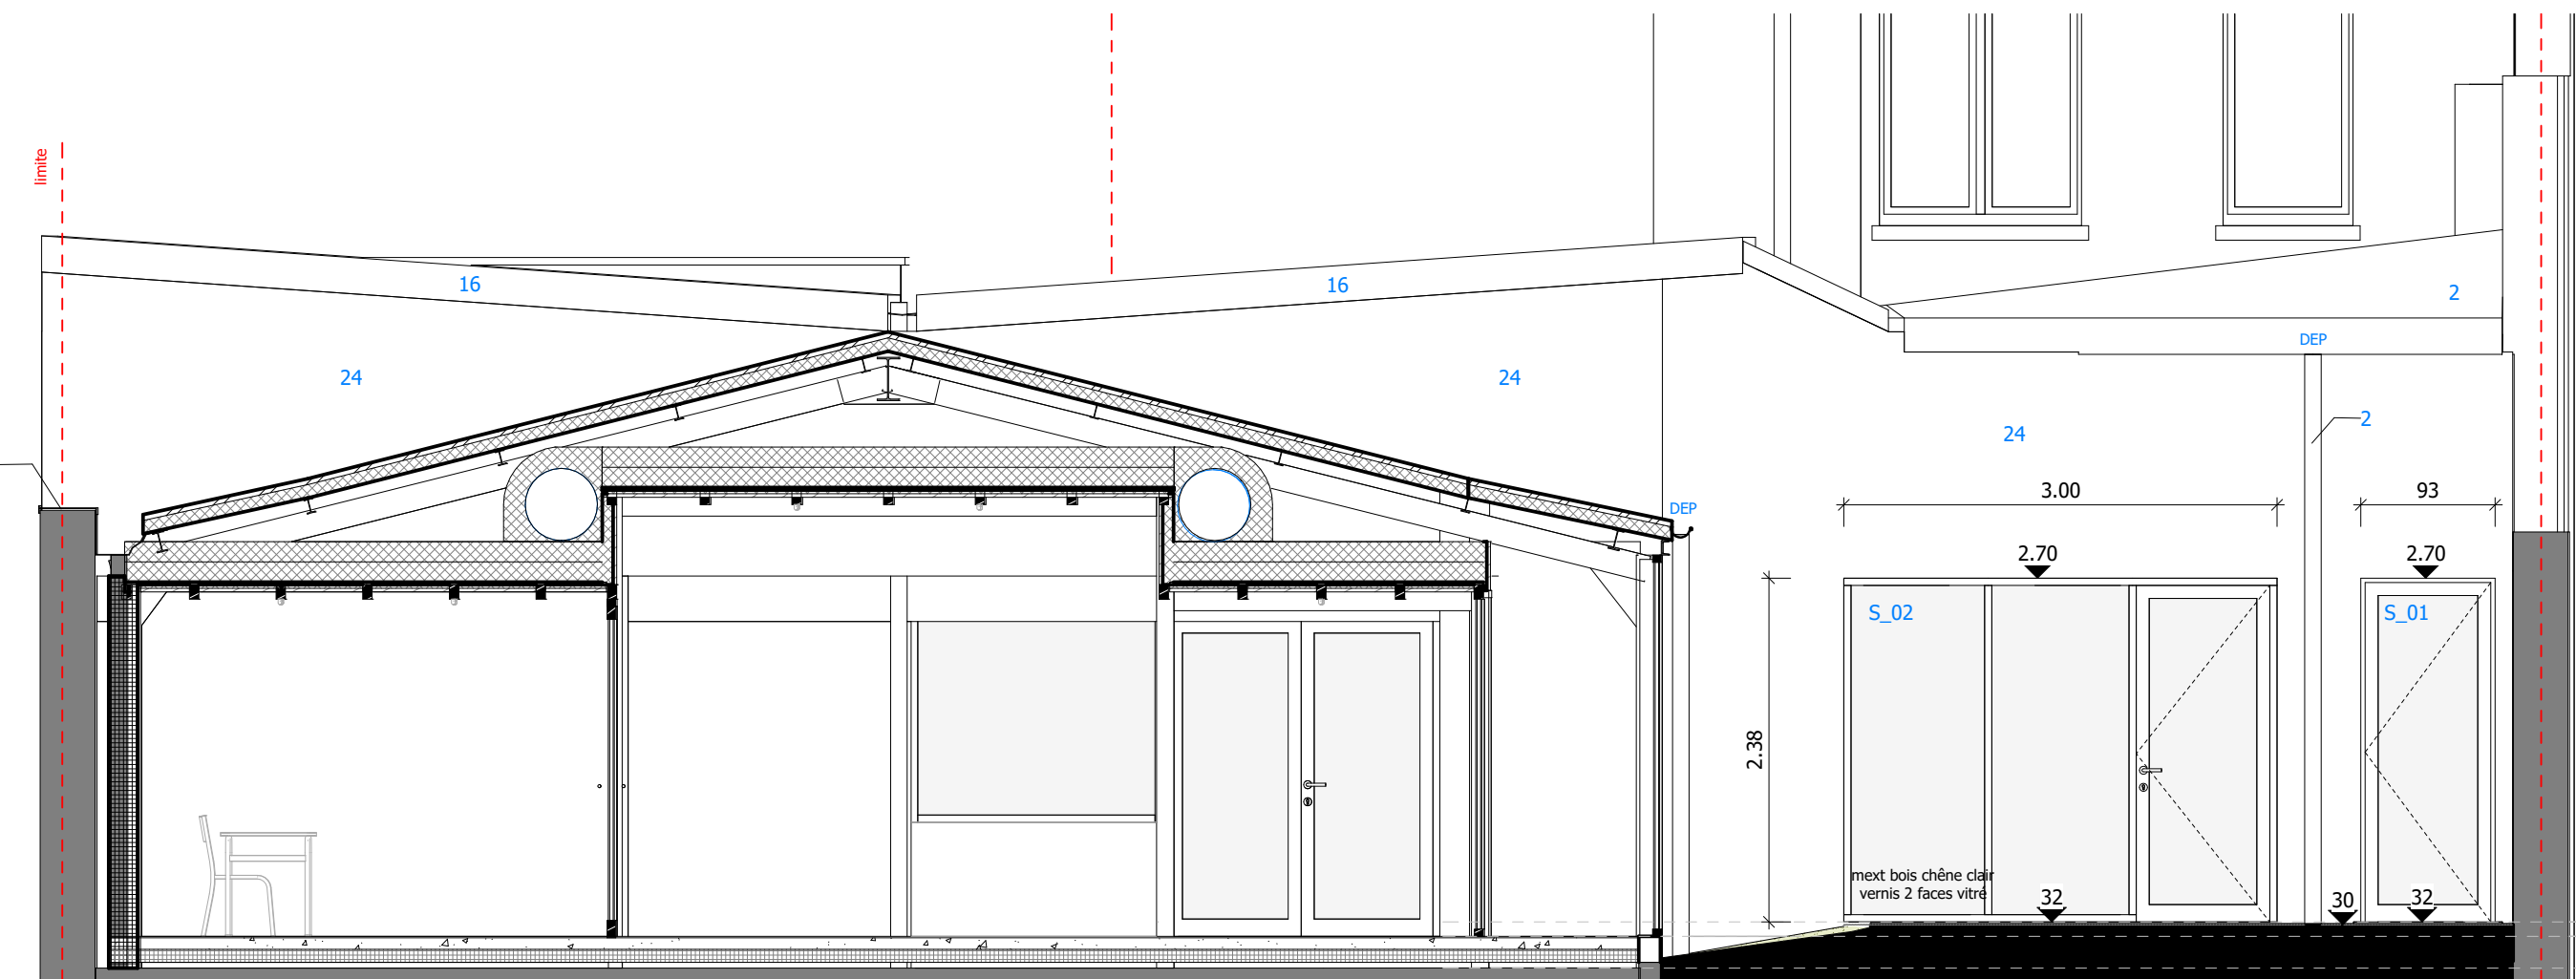 limite
16
16
2
DEP
24
24
2
24
3.00
93
DEP
2.70
2.70
S_02
S_01
2.38
mext bois chêne clair
vernis 2 faces vitré
32
30
32